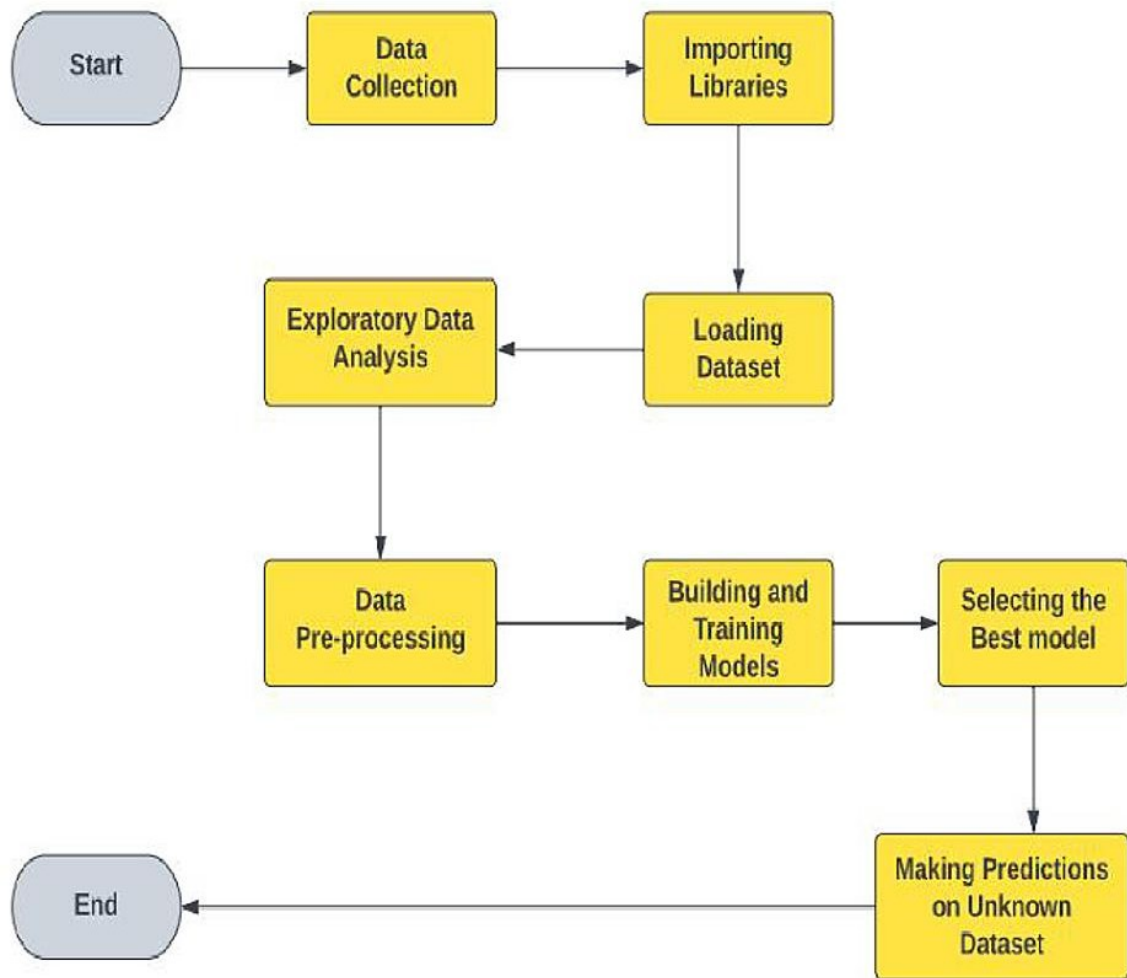 Start
Data
Collection
Importing
Libraries
Loading
Dataset
Exploratory Data
Analysis
Data
Pre-processing
Building and
Training
Models
Selecting the
Best model
Making Predictions
on Unknown
Dataset
End